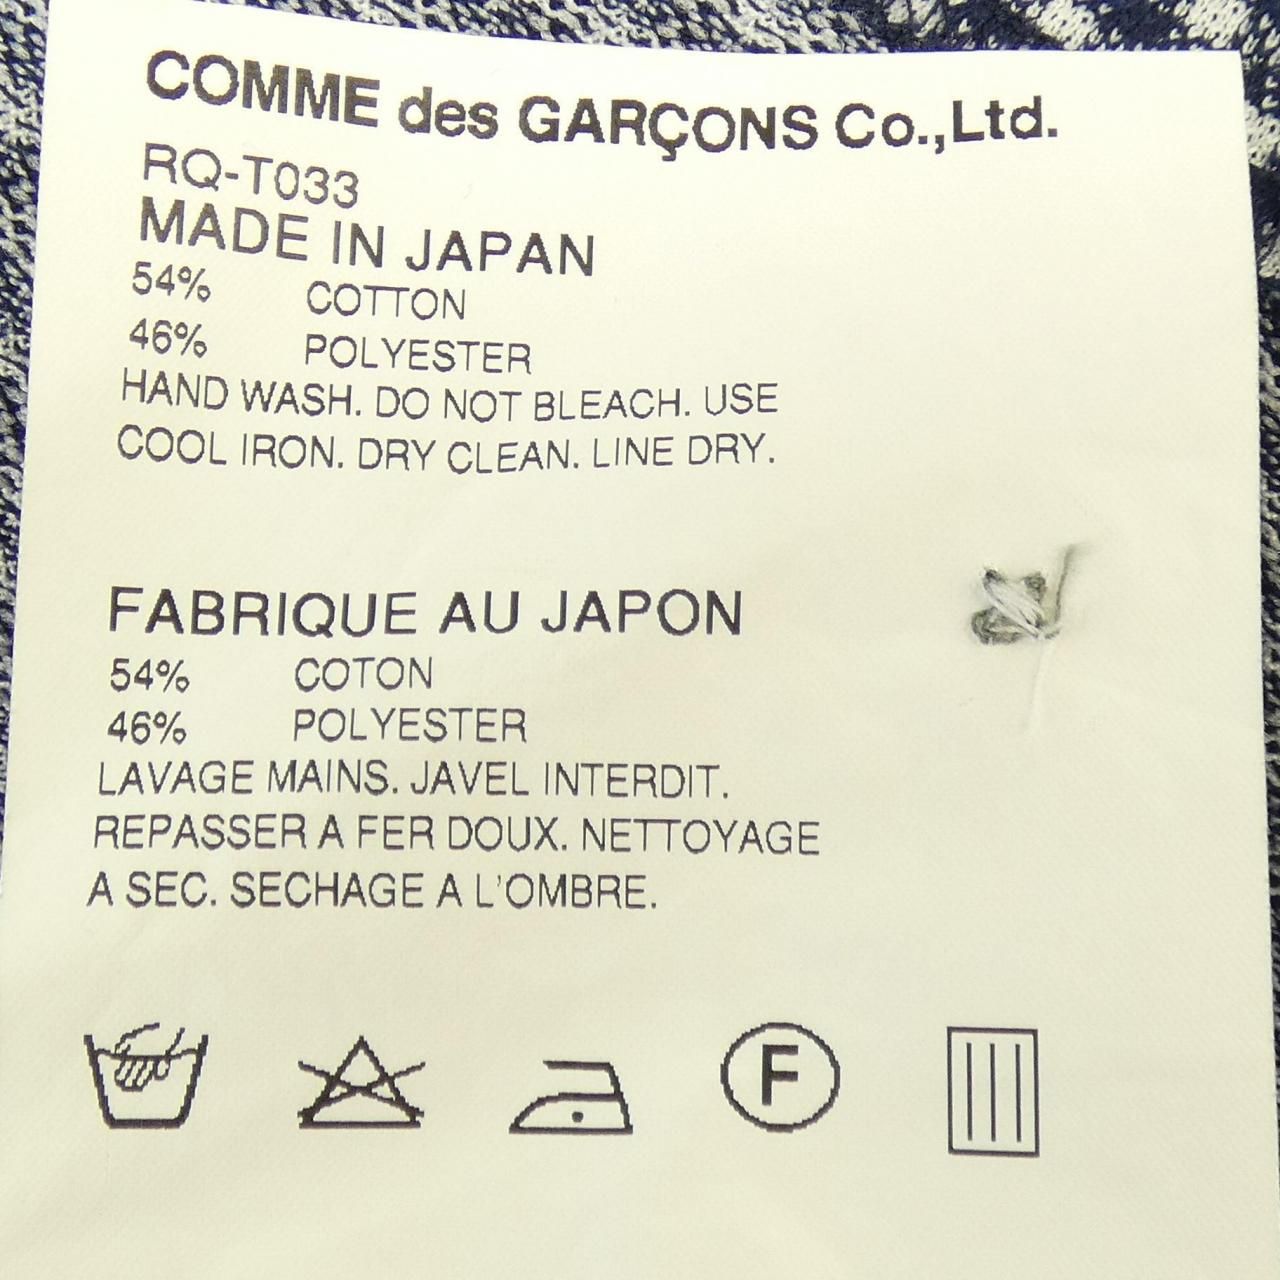 COMME des GARÇONS Co.,Ltd.
RQ-T033
MADE IN JAPAN
54% COTTON
46% POLYESTER
HAND WASH. DO NOT BLEACH. USE
COOL IRON. DRY CLEAN. LINE DRY.
FABRIQUE AU JAPON
54% COTON
46% POLYESTER
LAVAGE MAINS. JAVEL INTERDIT.
REPASSER A FER DOUX. NETTOYAGE
A SEC. SECHAGE A L'OMBRE.
F